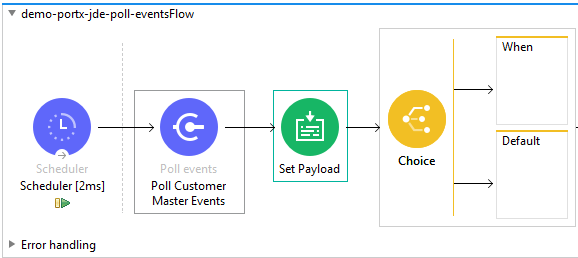 demo-portx-jde-poll-eventsFlow
When
Default
Scheduler
Scheduler [2ms]
Poll events
Poll Customer
Master Events
Set Payload
Choice
Error handling